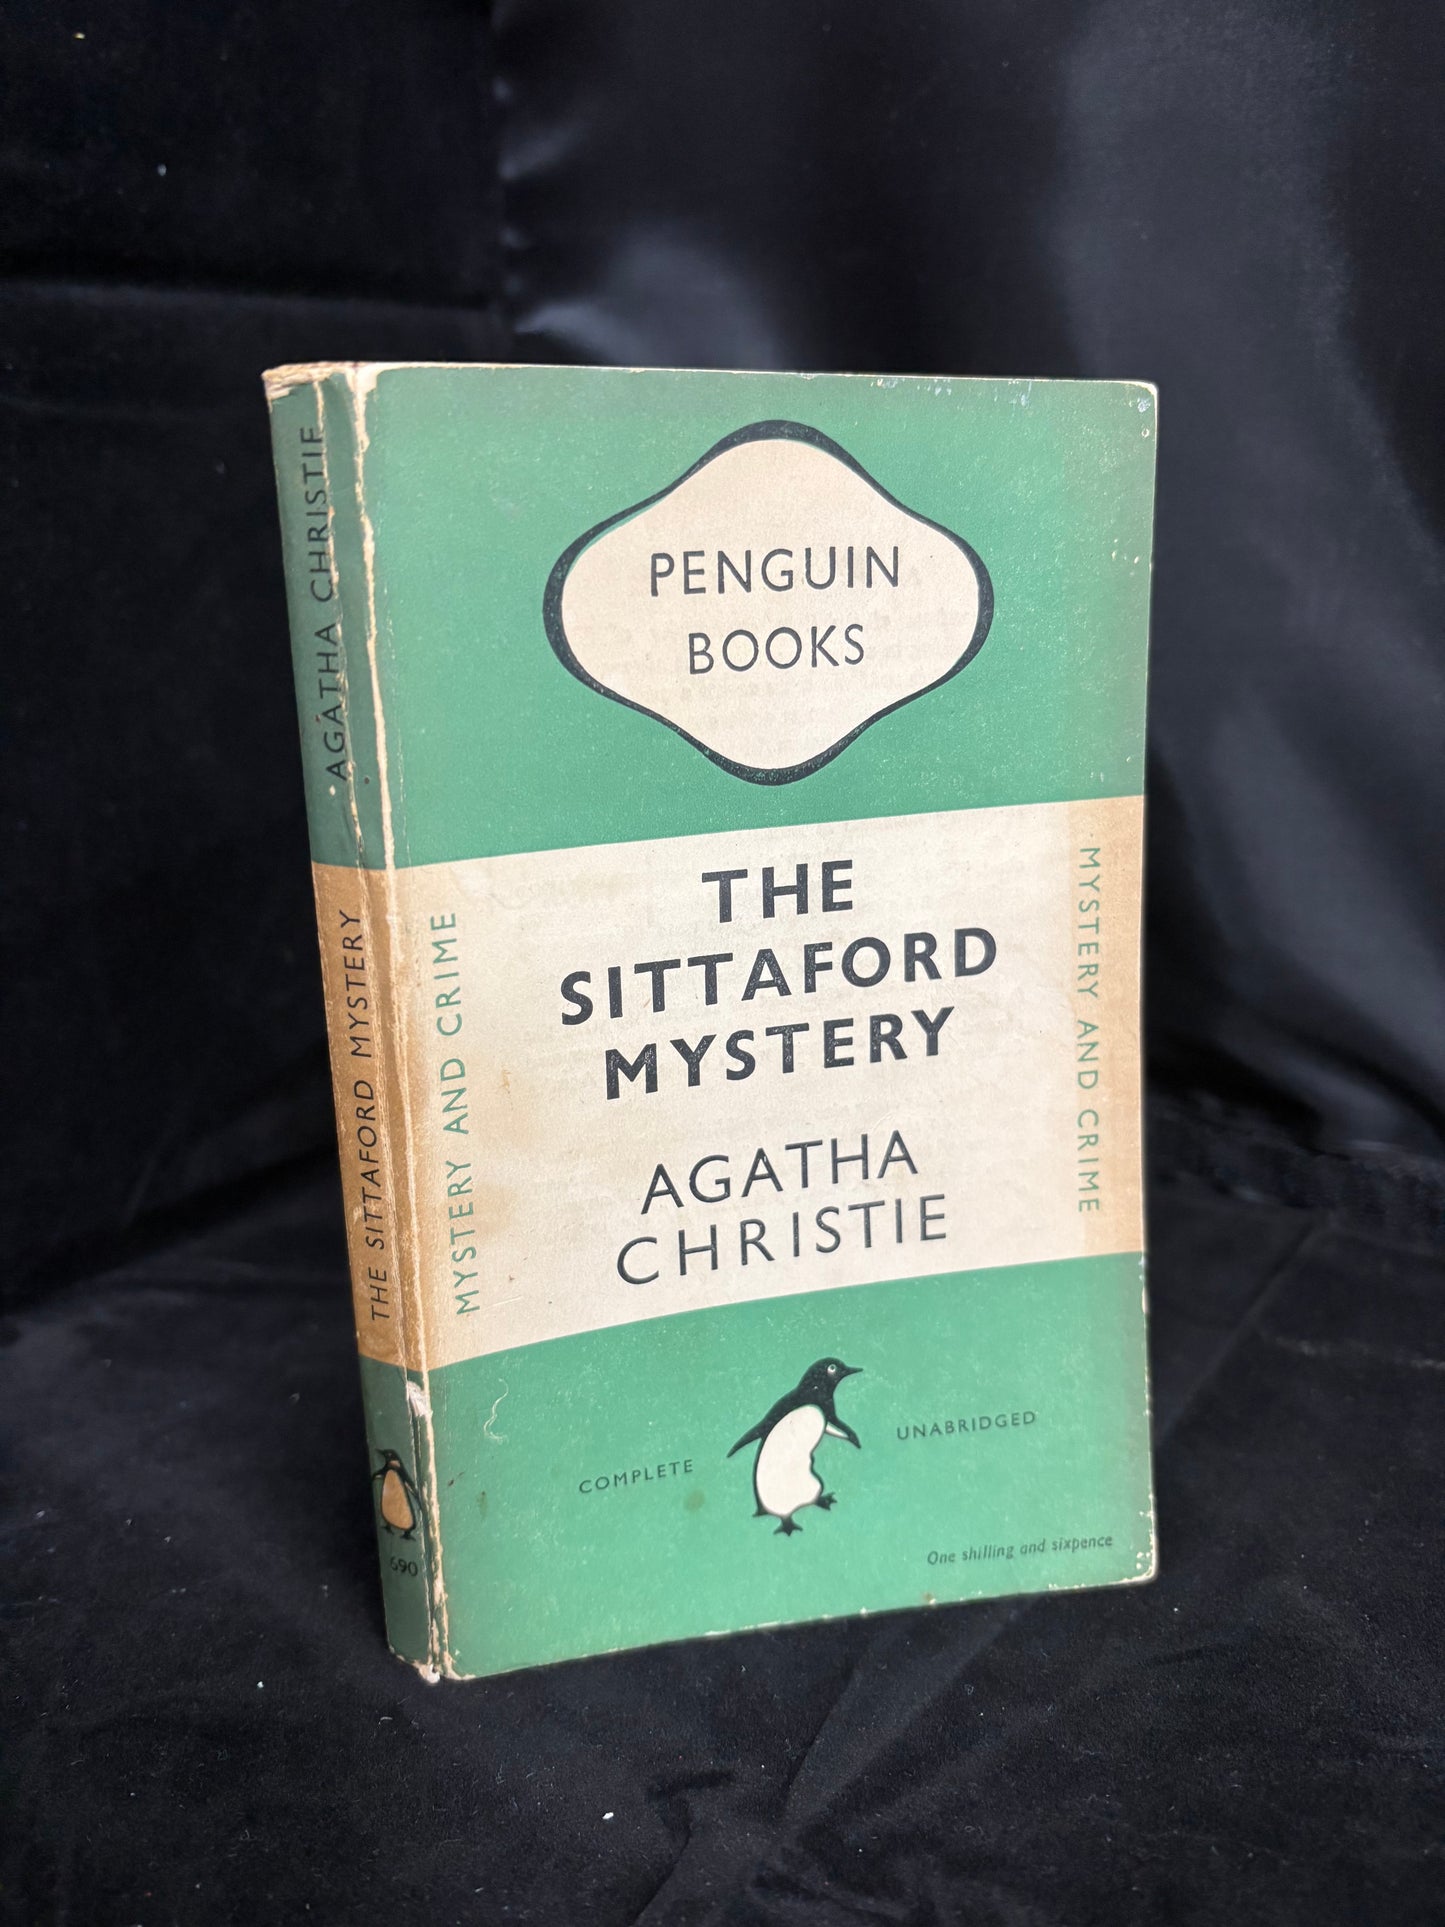 AGATHA CHRISTIE
THE SITTAFORD MYSTERY
690
PENGUIN
BOOKS
MYSTERY AND CRIME
THE
SITTAFORD
MYSTERY
AGATHA
CHRISTIE
MYSTERY AND CRIME
COMPLETE
UNABRIDGED
One shilling and sixpence